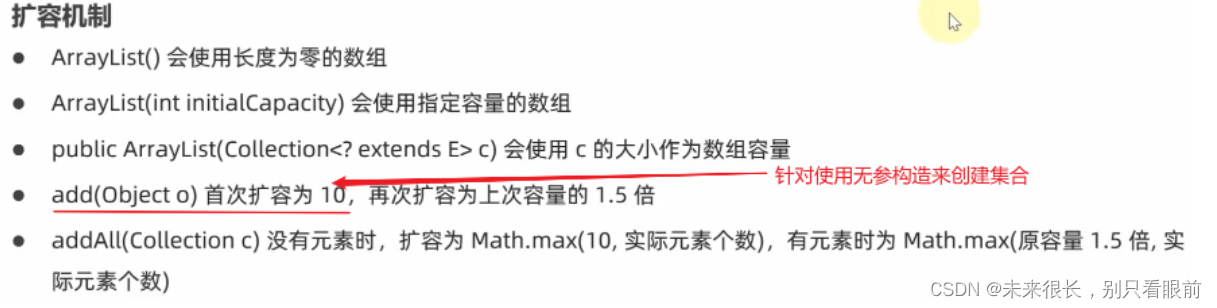 扩容机制
● ArrayList() 会使用长度为零的数组
● ArrayList(int initialCapacity) 会使用指定容量的数组
● public ArrayList(Collection<? extends E> c) 会使用 c 的大小作为数组容量
针对使用无参构造来创建集合
● add(Object o) 首次扩容为 10，再次扩容为上次容量的 1.5 倍
● addAll(Collection c) 没有元素时，扩容为 Math.max(10, 实际元素个数)，有元素时为 Math.max(原容量 1.5 倍, 实
际元素个数)
CSDN @未来很长，别只看眼前